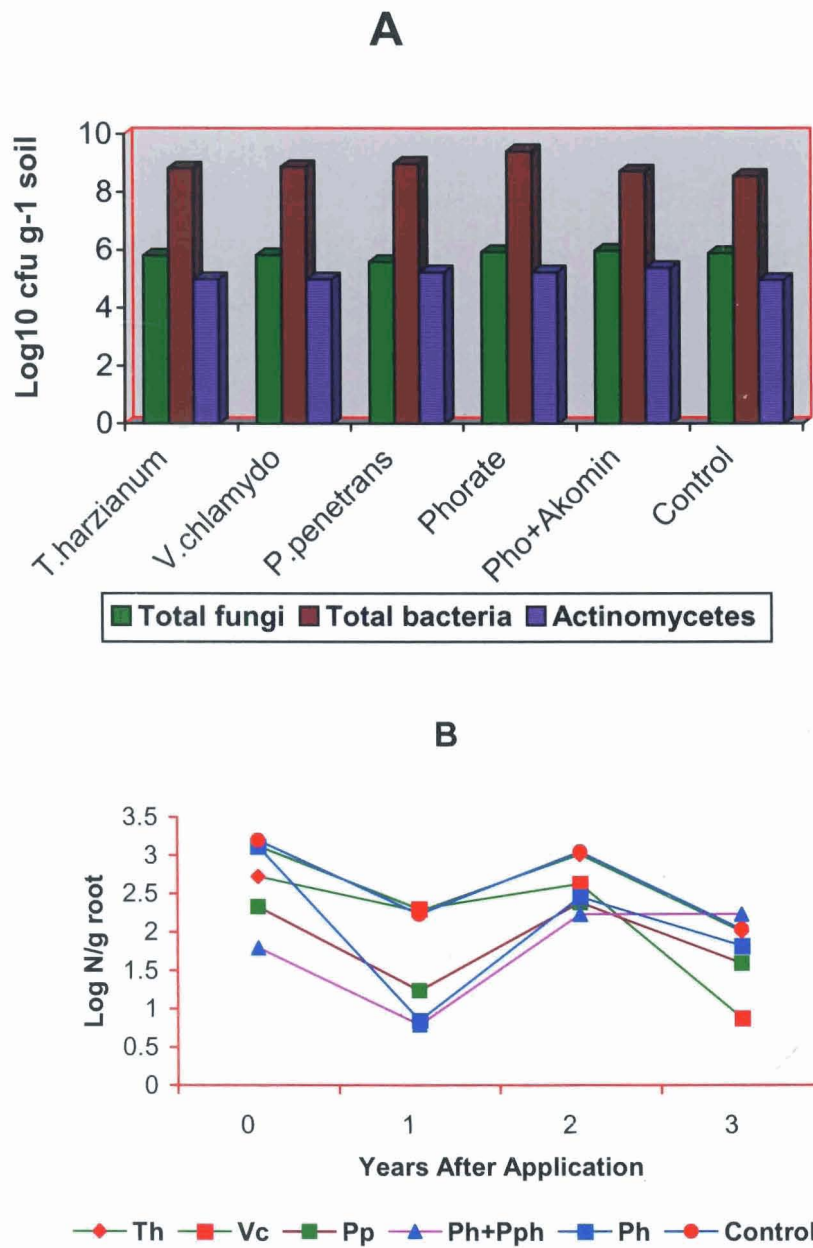 A
Log10 cfu g-1 soil
10
8
6
4
2
0
T.harzianum
V.chlamydo
P.penetrans
Phorate
Pho+Akomin
Control
Total fungi Total bacteria Actinomycetes
B
Log N/g root
3.5
3
2.5
2
1.5
1
0.5
0
0 1 2 3
Years After Application
Th Vc Pp Ph+Pph Ph Control